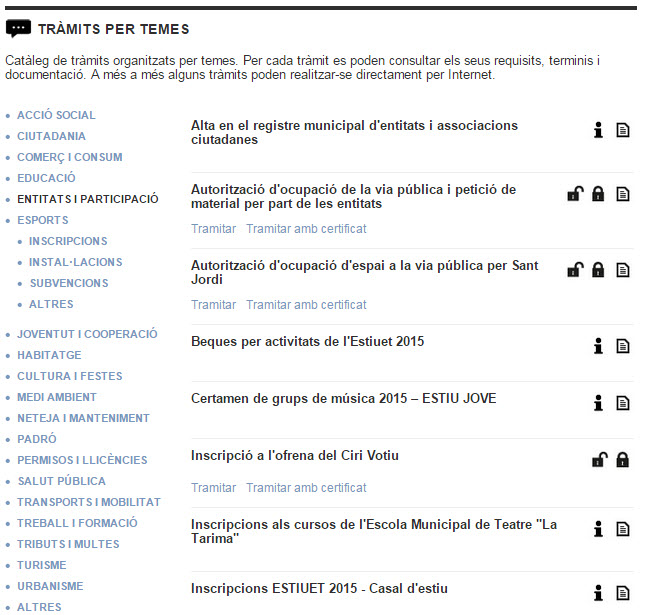 TRÀMITS PER TEMES
Catàleg de tràmits organitzats per temes. Per cada tràmit es poden consultar els seus requisits, terminis i
documentació. A més a més alguns tràmits poden realitzar-se directament per Internet.
ACCIÓ SOCIAL
CIUTADANIA
COMERÇ I CONSUM
EDUCACIÓ
ENTITATS I PARTICIPACIÓ
ESPORTS
INSCRIPCIONS
INSTAL·LACIONS
SUBVENCIONS
ALTRES
JOVENTUT I COOPERACIÓ
HABITATGE
CULTURA I FESTES
MEDI AMBIENT
NETEJA I MANTENIMENT
PADRÓ
PERMISOS I LLICÈNCIES
SALUT PÚBLICA
TRANSPORTS I MOBILITAT
TREBALL I FORMACIÓ
TRIBUTS I MULTES
TURISME
URBANISME
ALTRES
Alta en el registre municipal d'entitats i associacions
ciutadanes
Autorització d'ocupació de la via pública i petició de
material per part de les entitats
Tramitar Tramitar amb certificat
Autorització d'ocupació d'espai a la via pública per Sant
Jordi
Tramitar Tramitar amb certificat
Beques per activitats de l'Estiuet 2015
Certamen de grups de música 2015 – ESTIU JOVE
Inscripció a l'ofrena del Ciri Votiu
Tramitar Tramitar amb certificat
Inscripcions als cursos de l'Escola Municipal de Teatre "La
Tarima"
Inscripcions ESTIUET 2015 - Casal d'estiu